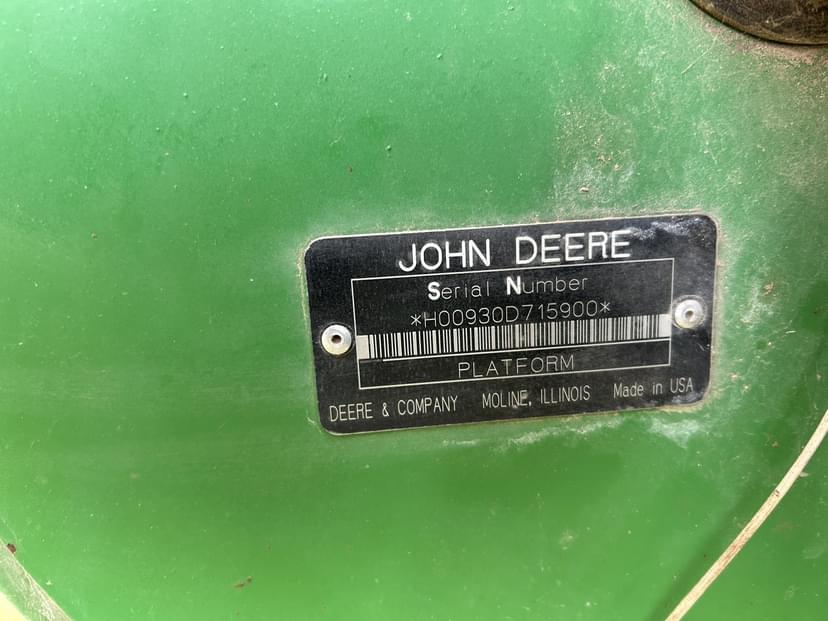 JOHN DEERE
Serial Number
*H00930D715900*
PLATFORM
DEERE & COMPANY MOLINE, ILLINOIS Made in USA